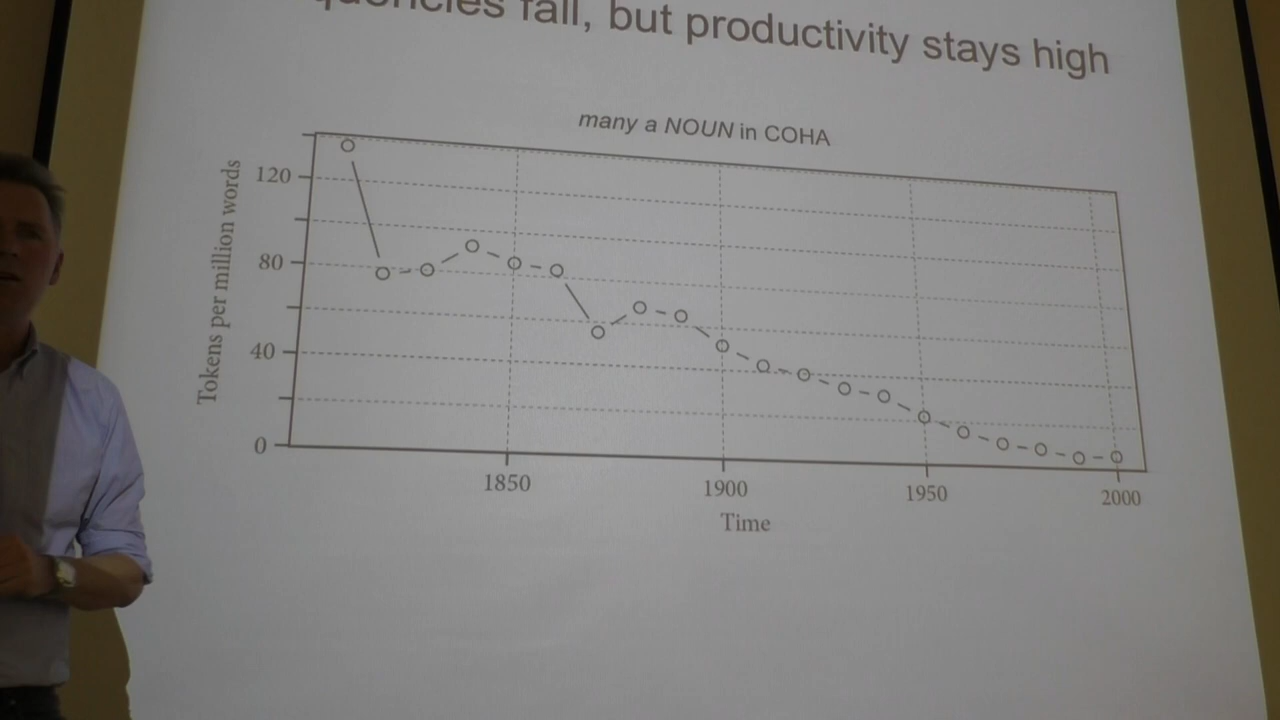 fall, but productivity stays high
many a NOUN in COHA
Tokens per million words
120
80
40
0
1850
1900
1950
2000
Time